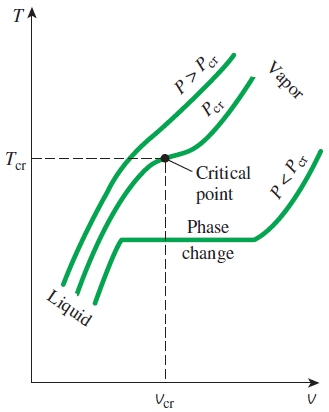 T
P > Pcr
Pcr
Vapor
Tcr
Critical
point
P < Pcr
Phase
change
Liquid
vcr
v